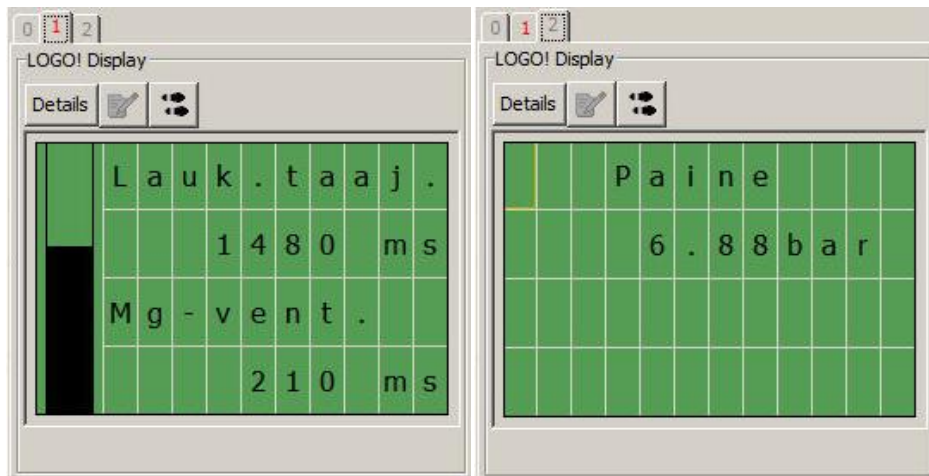 0 1 2
LOGO! Display
Details
Lauk.taaj.
1480 ms
Mg-vent.
210 ms
0 1 2
LOGO! Display
Details
Paine
6.88bar